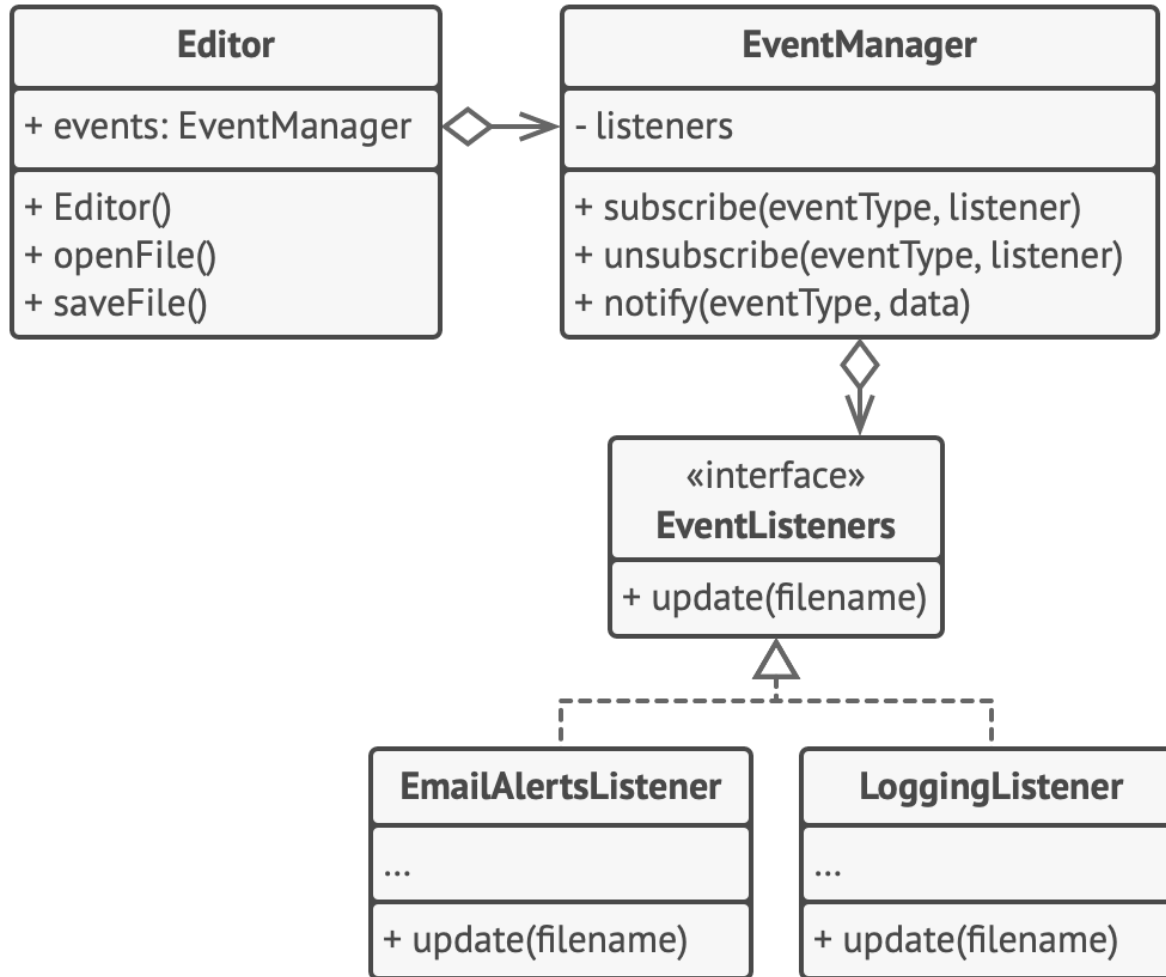 Editor
+ events: EventManager
+ Editor()
+ openFile()
+ saveFile()
EventManager
- listeners
+ subscribe(eventType, listener)
+ unsubscribe(eventType, listener)
+ notify(eventType, data)
«interface»
EventListeners
+ update(filename)
EmailAlertsListener
...
+ update(filename)
LoggingListener
...
+ update(filename)